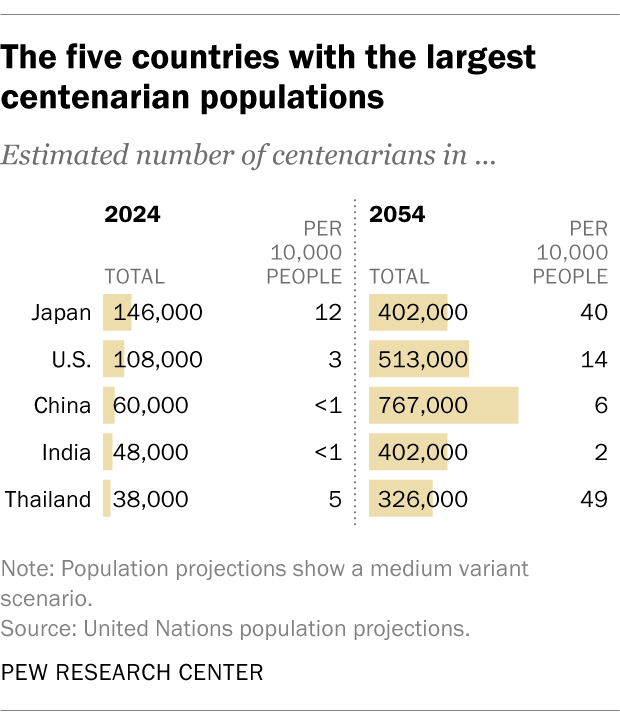 The five countries with the largest
centenarian populations
Estimated number of centenarians in ...
2024 2054
PER PER
10,000 10,000
TOTAL PEOPLE TOTAL PEOPLE
Japan 146,000 12 402,000 40
U.S. 108,000 3 513,000 14
China 60,000 <1 767,000 6
India 48,000 <1 402,000 2
Thailand 38,000 5 326,000 49
Note: Population projections show a medium variant
scenario.
Source: United Nations population projections.
PEW RESEARCH CENTER